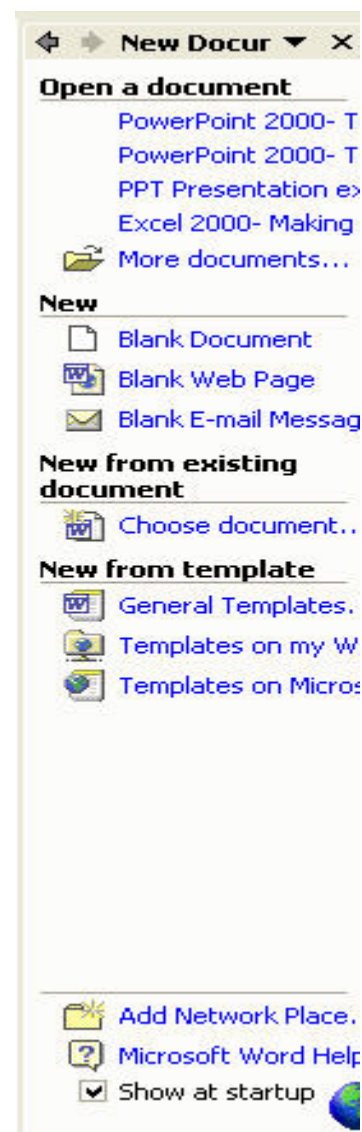 New Docur
Open a document
PowerPoint 2000- T
PowerPoint 2000- T
PPT Presentation ex
Excel 2000- Making
More documents...
New
Blank Document
Blank Web Page
Blank E-mail Messag
New from existing
document
Choose document..
New from template
General Templates.
Templates on my W
Templates on Micros
Add Network Place.
Microsoft Word Help
Show at startup